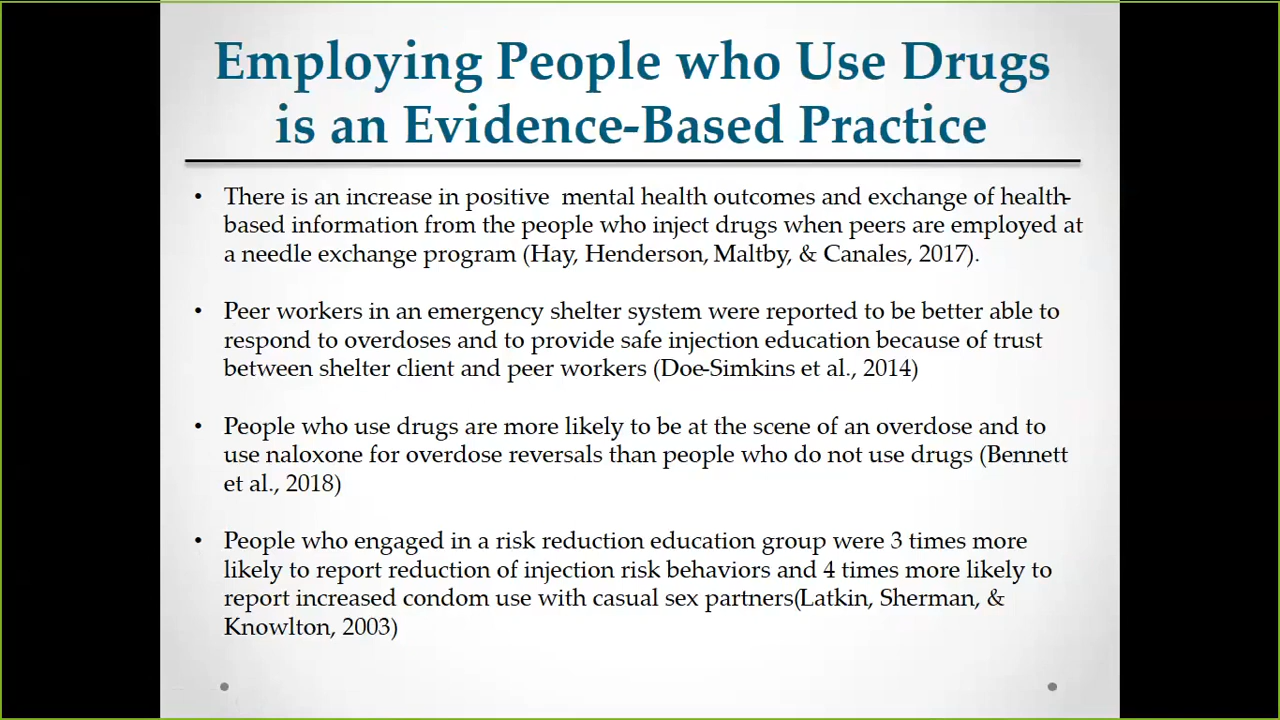 Employing People who Use Drugs
is an Evidence-Based Practice
• There is an increase in positive  mental health outcomes and exchange of health-
based information from the people who inject drugs when peers are employed at
a needle exchange program (Hay, Henderson, Maltby, & Canales, 2017).
• Peer workers in an emergency shelter system were reported to be better able to
respond to overdoses and to provide safe injection education because of trust
between shelter client and peer workers (Doe-Simkins et al., 2014)
• People who use drugs are more likely to be at the scene of an overdose and to
use naloxone for overdose reversals than people who do not use drugs (Bennett
et al., 2018)
• People who engaged in a risk reduction education group were 3 times more
likely to report reduction of injection risk behaviors and 4 times more likely to
report increased condom use with casual sex partners(Latkin, Sherman, &
Knowlton, 2003)